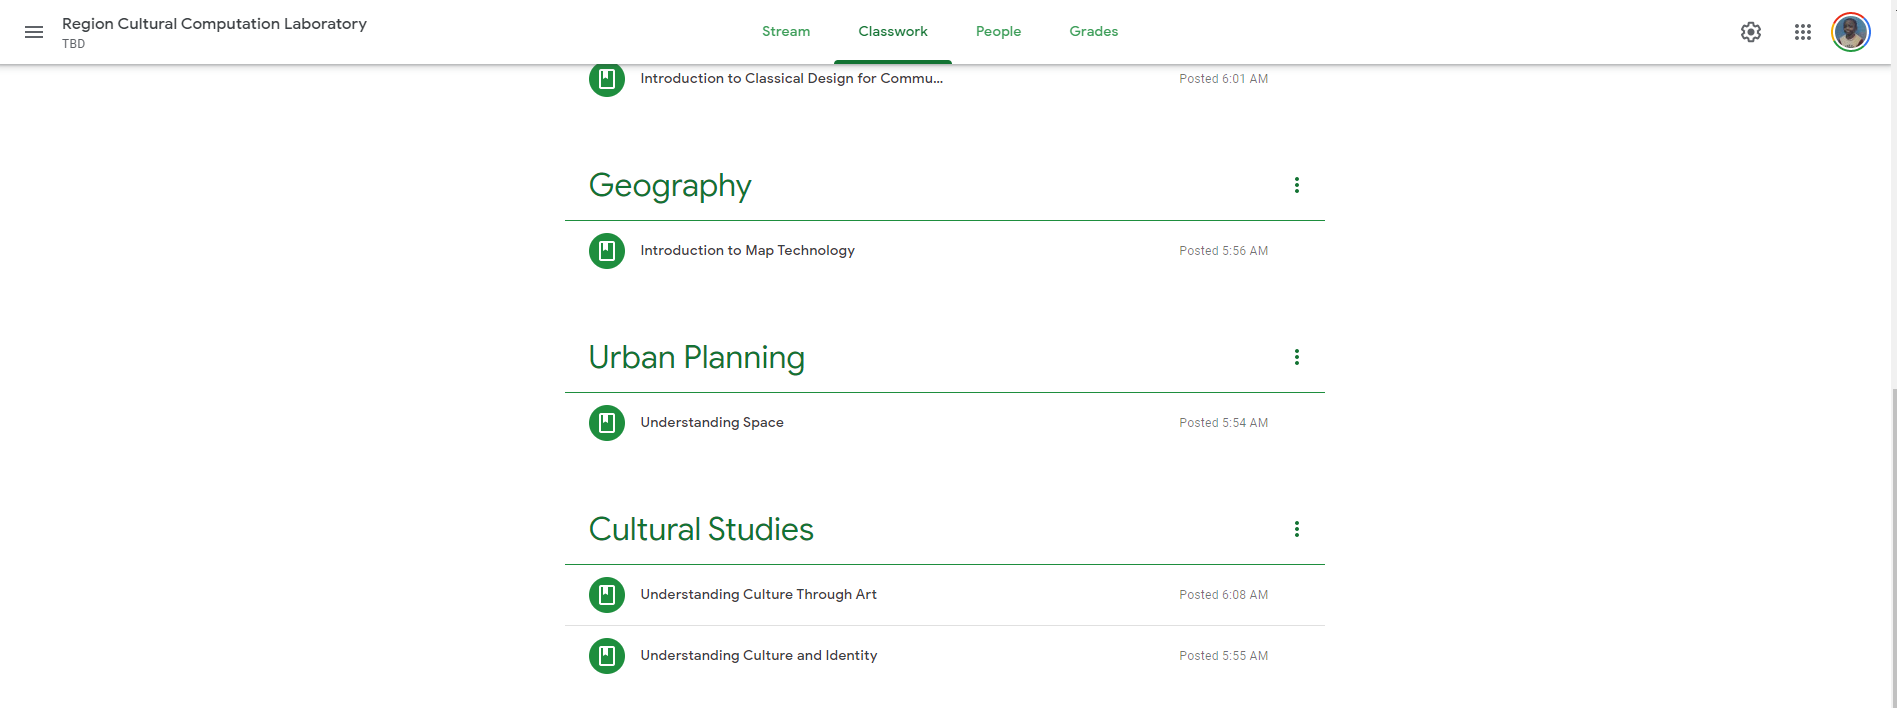 Region Cultural Computation Laboratory
TBD
Stream Classwork People Grades
Introduction to Classical Design for Commu... Posted 6:01 AM
Geography
Introduction to Map Technology Posted 5:56 AM
Urban Planning
Understanding Space Posted 5:54 AM
Cultural Studies
Understanding Culture Through Art Posted 6:08 AM
Understanding Culture and Identity Posted 5:55 AM